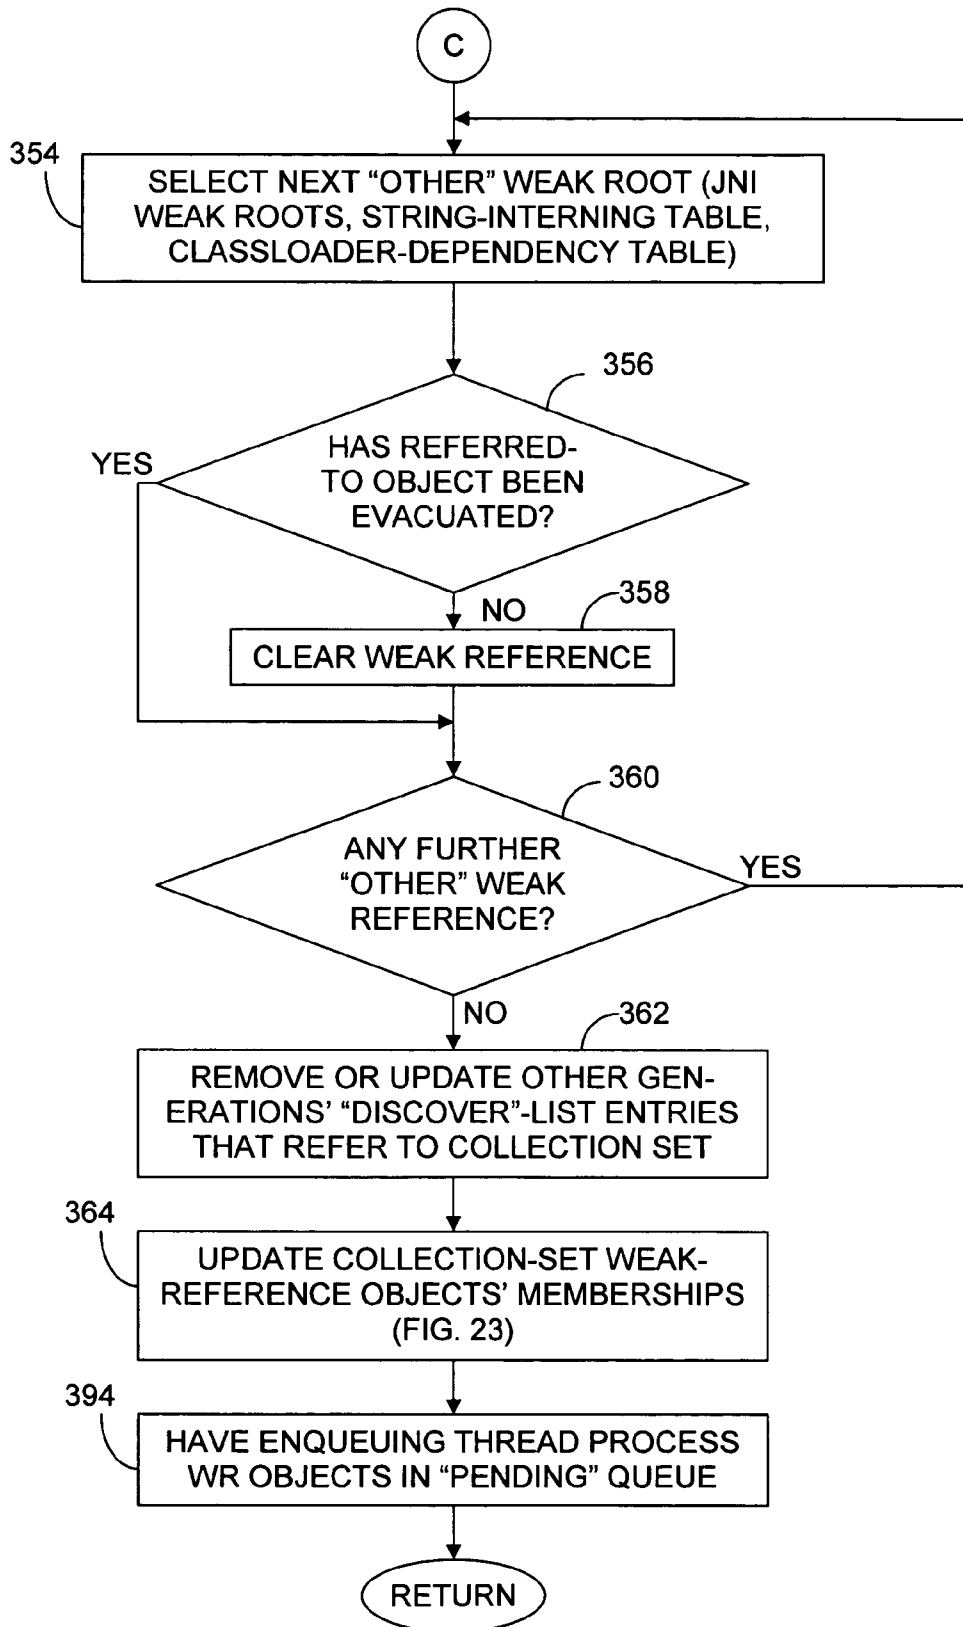 C
354
SELECT NEXT “OTHER” WEAK ROOT (JNI
WEAK ROOTS, STRING-INTERNING TABLE,
CLASSLOADER-DEPENDENCY TABLE)
356
HAS REFERRED-
TO OBJECT BEEN
EVACUATED?
YES
NO
358
CLEAR WEAK REFERENCE
360
ANY FURTHER
“OTHER” WEAK
REFERENCE?
YES
NO
362
REMOVE OR UPDATE OTHER GEN-
ERATIONS’ “DISCOVER”-LIST ENTRIES
THAT REFER TO COLLECTION SET
364
UPDATE COLLECTION-SET WEAK-
REFERENCE OBJECTS’ MEMBERSHIPS
(FIG. 23)
394
HAVE ENQUEUING THREAD PROCESS
WR OBJECTS IN “PENDING” QUEUE
RETURN